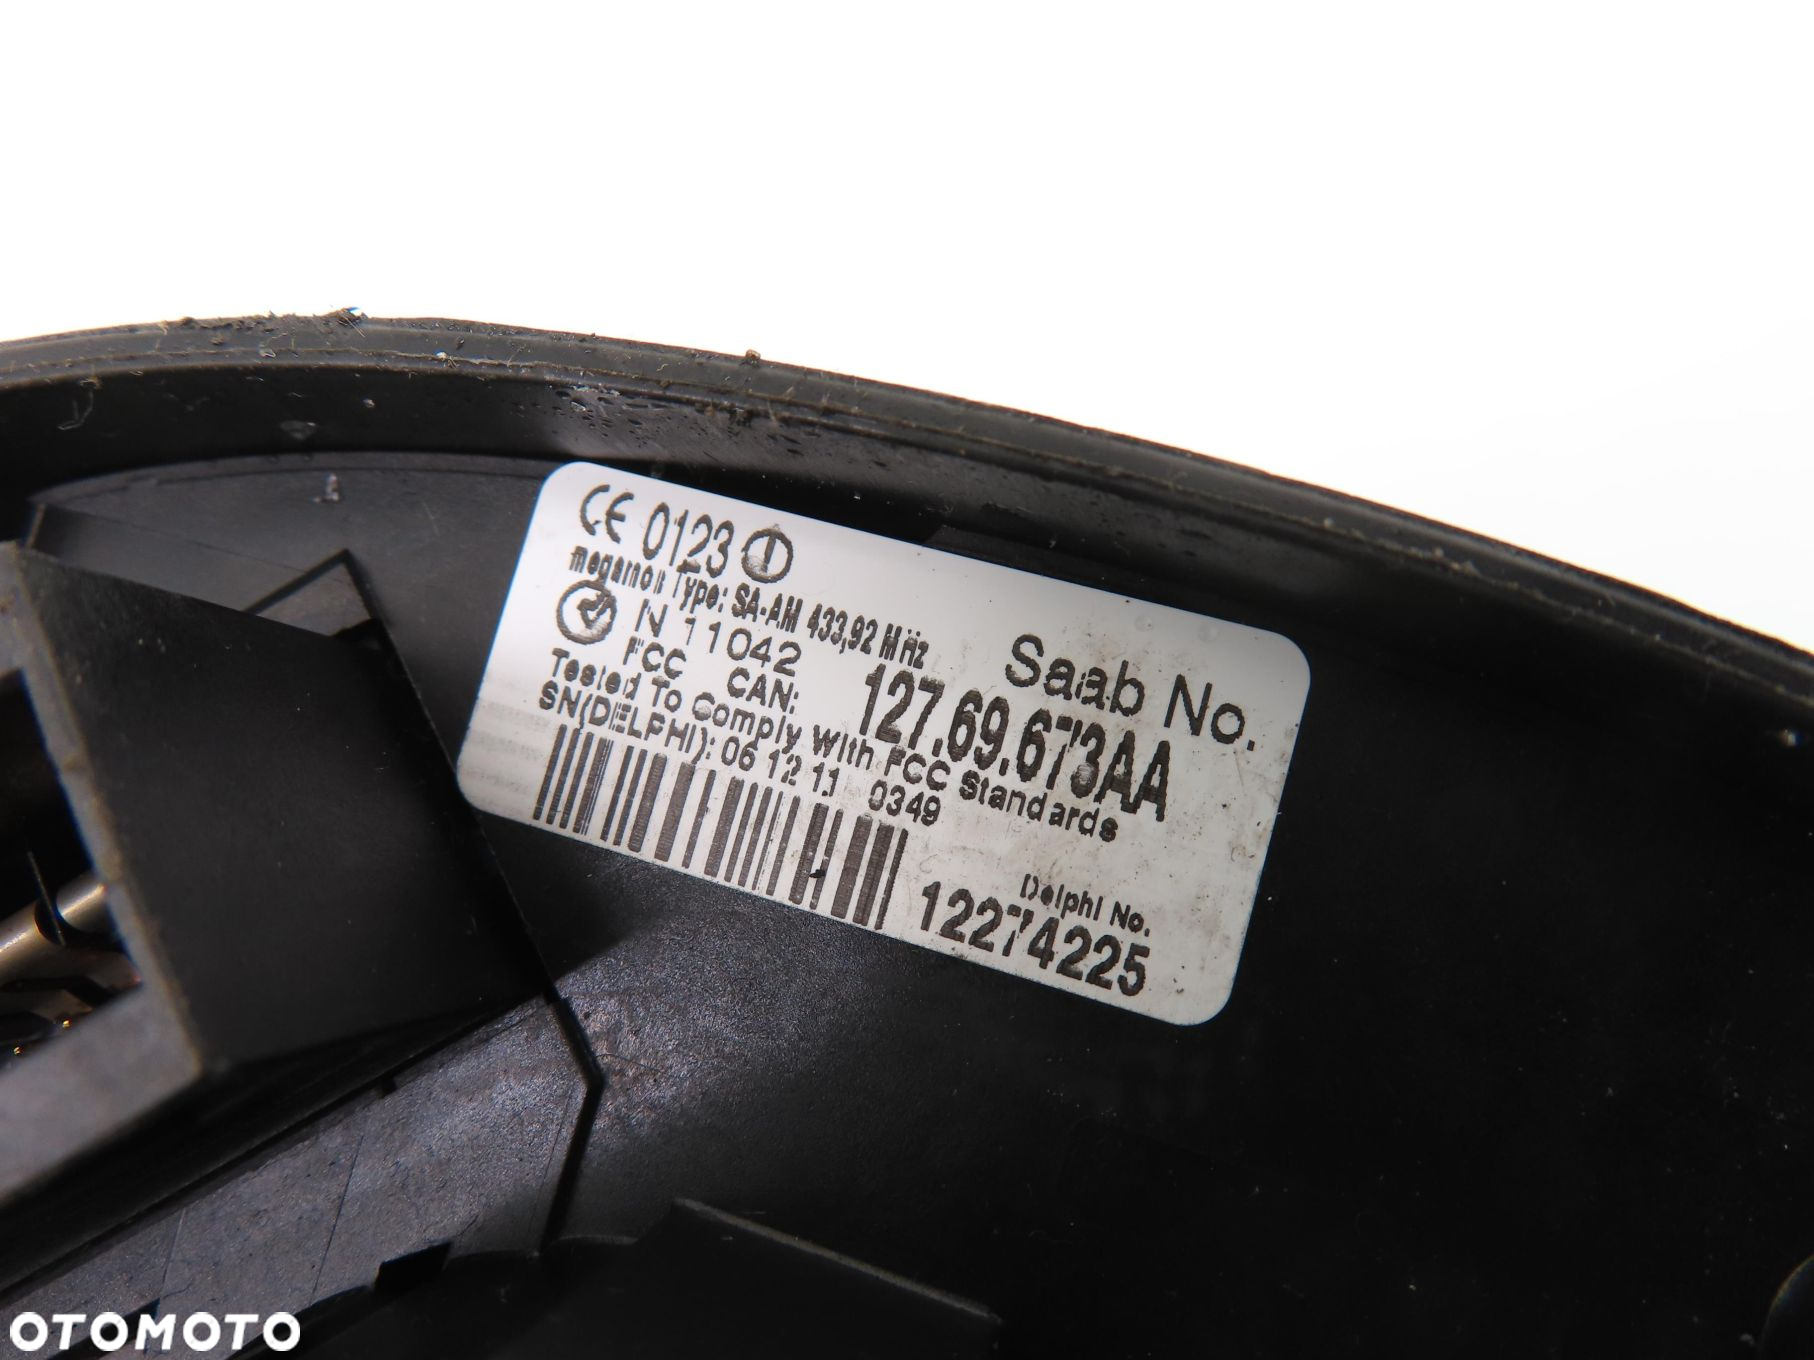 CE 0123
megamos Type: SA-AM 433,92 MHz
N 11042
FCC CAN:
Saab No.
127.69.673AA
Tested To Comply With FCC Standards
SN(DELPHI): 06 12 11 0349
Delphi No.
12274225
OTOMOTO